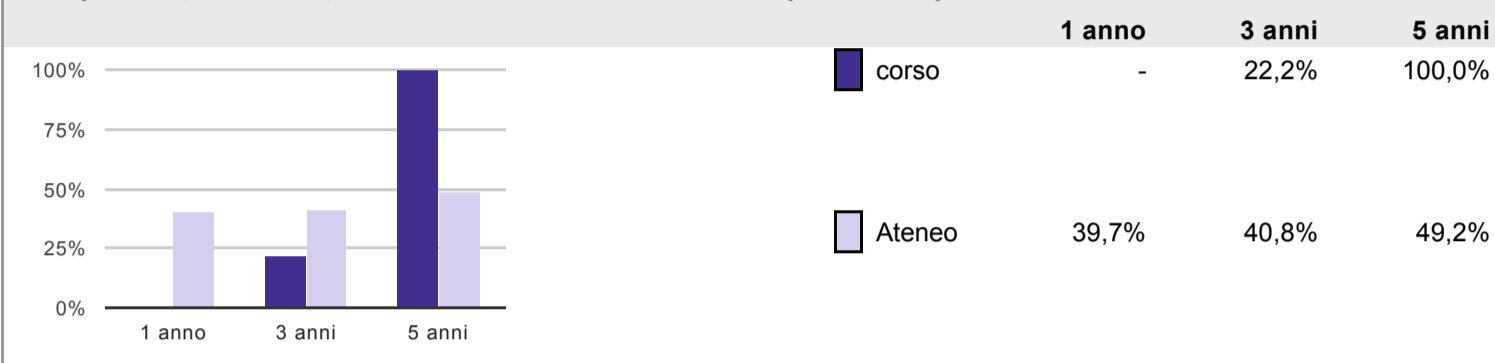 1 anno 3 anni 5 anni
100%
75%
50%
25%
0%
1 anno 3 anni 5 anni
corso - 22,2% 100,0%
Ateneo 39,7% 40,8% 49,2%